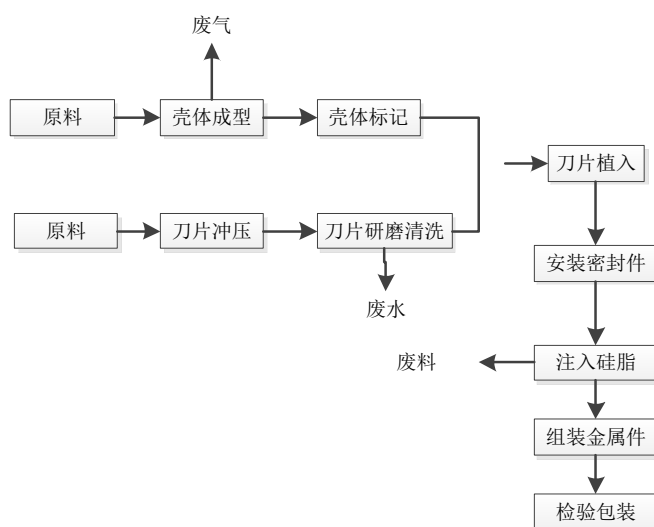 废气
原料
壳体成型
壳体标记
刀片植入
原料
刀片冲压
刀片研磨清洗
安装密封件
废水
废料
注入硅脂
组装金属件
检验包装